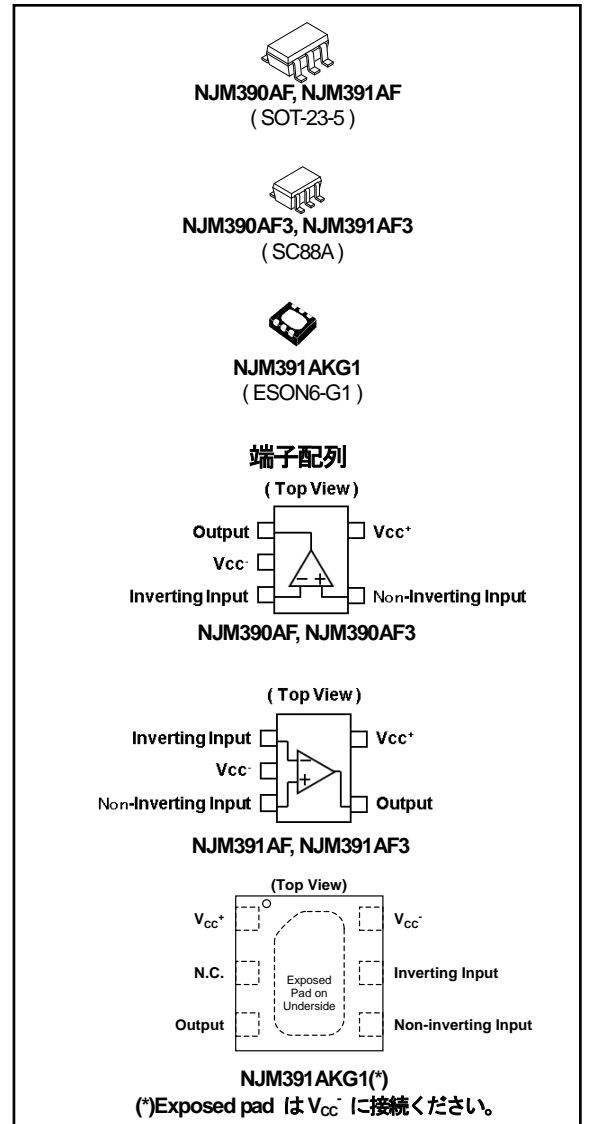 NJM390AF, NJM391AF
( SOT-23-5 )
NJM390AF3, NJM391AF3
( SC88A )
NJM391AKG1
( ESON6-G1 )
端子配列
( Top View )
Output
Vcc⁺
Vcc⁻
Inverting Input
Non-Inverting Input
− +
NJM390AF, NJM390AF3
( Top View )
Inverting Input
Vcc⁺
−
Vcc⁻
+
Non-Inverting Input
Output
NJM391AF, NJM391AF3
(Top View)
VCC⁺
VCC⁻
N.C.
Inverting Input
Exposed
Pad on
Underside
Output
Non-inverting Input
NJM391AKG1(*)
(*)Exposed pad は VCC⁻ に接続ください。